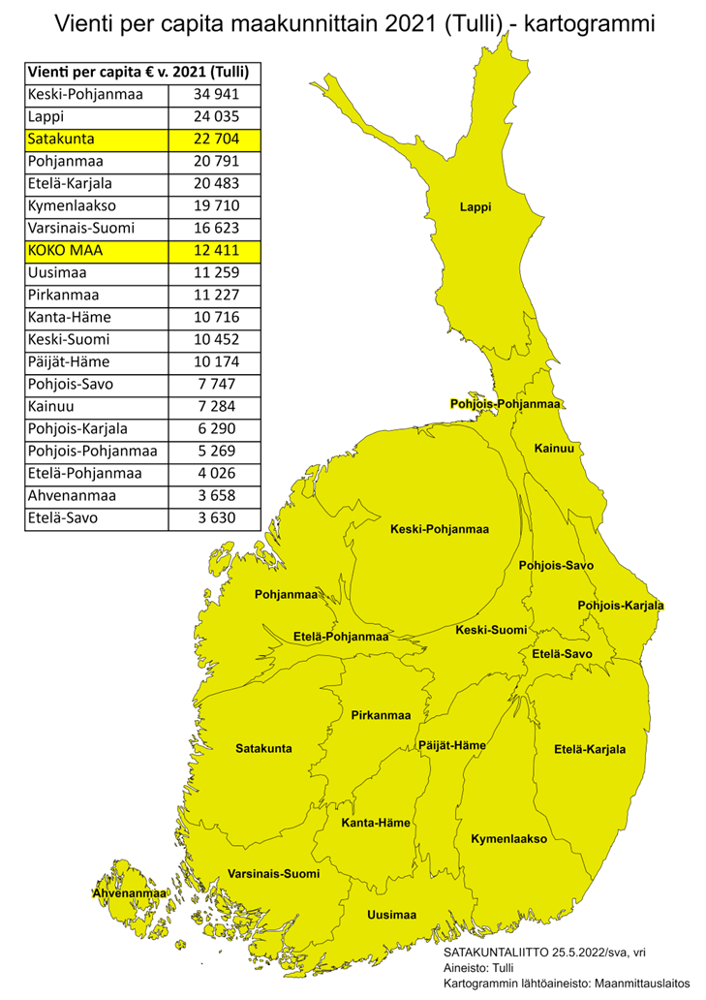 Vienti per capita maakunnittain 2021 (Tulli) - kartogrammi
Vienti per capita € v. 2021 (Tulli)
Keski-Pohjanmaa 34 941
Lappi 24 035
Satakunta 22 704
Pohjanmaa 20 791
Etelä-Karjala 20 483
Kymenlaakso 19 710
Varsinais-Suomi 16 623
KOKO MAA 12 411
Uusimaa 11 259
Pirkanmaa 11 227
Kanta-Häme 10 716
Keski-Suomi 10 452
Päijät-Häme 10 174
Pohjois-Savo 7 747
Kainuu 7 284
Pohjois-Karjala 6 290
Pohjois-Pohjanmaa 5 269
Etelä-Pohjanmaa 4 026
Ahvenanmaa 3 658
Etelä-Savo 3 630
Lappi
Pohjois-Pohjanmaa
Kainuu
Keski-Pohjanmaa
Pohjois-Savo
Pohjanmaa
Pohjois-Karjala
Keski-Suomi
Etelä-Pohjanmaa
Etelä-Savo
Pirkanmaa
Päijät-Häme
Satakunta
Etelä-Karjala
Kanta-Häme
Kymenlaakso
Varsinais-Suomi
Ahvenanmaa
Uusimaa
SATAKUNTALIITTO 25.5.2022/sva, vri
Aineisto: Tulli
Kartogrammin lähtöaineisto: Maanmittauslaitos